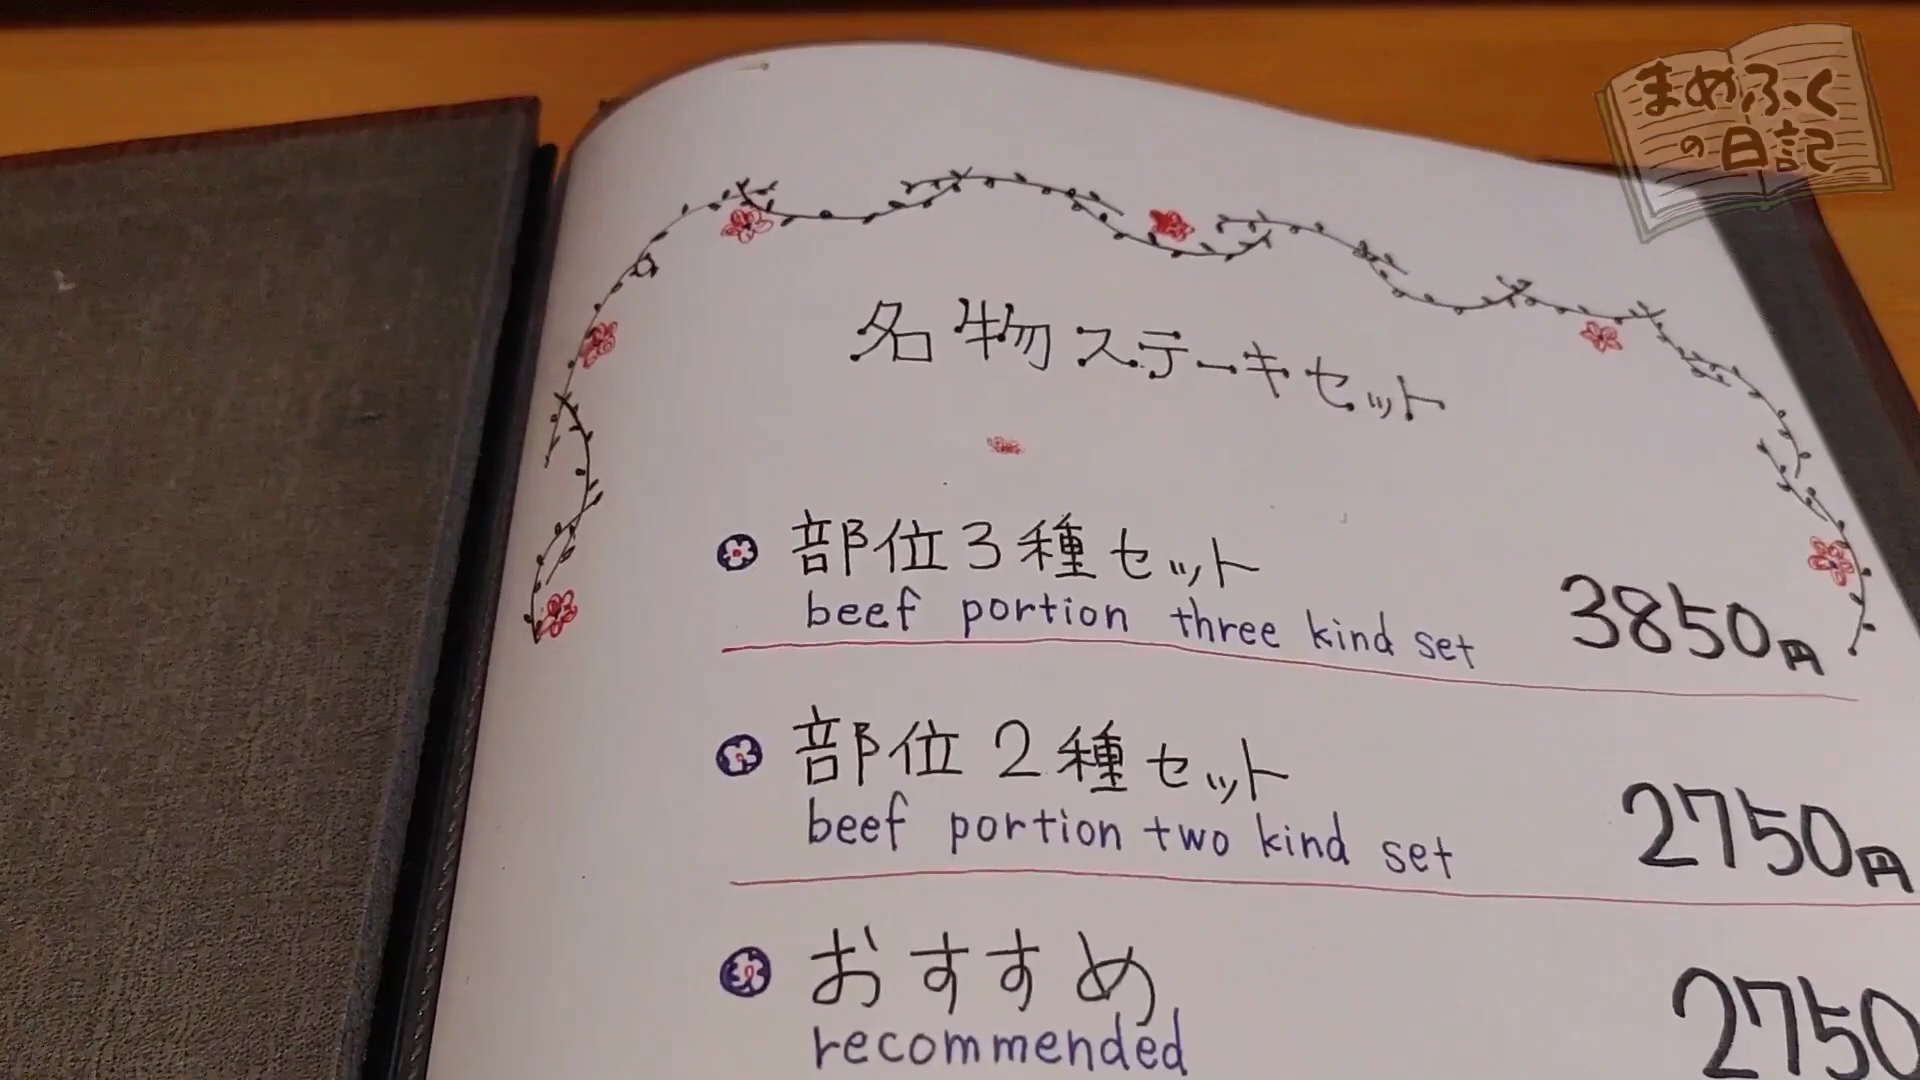 まめふく
の日記
名物ステーキセット
部位3種セット
beef portion three kind set
3850円
部位2種セット
beef portion two kind set
2750円
おすすめ
recommended
2750